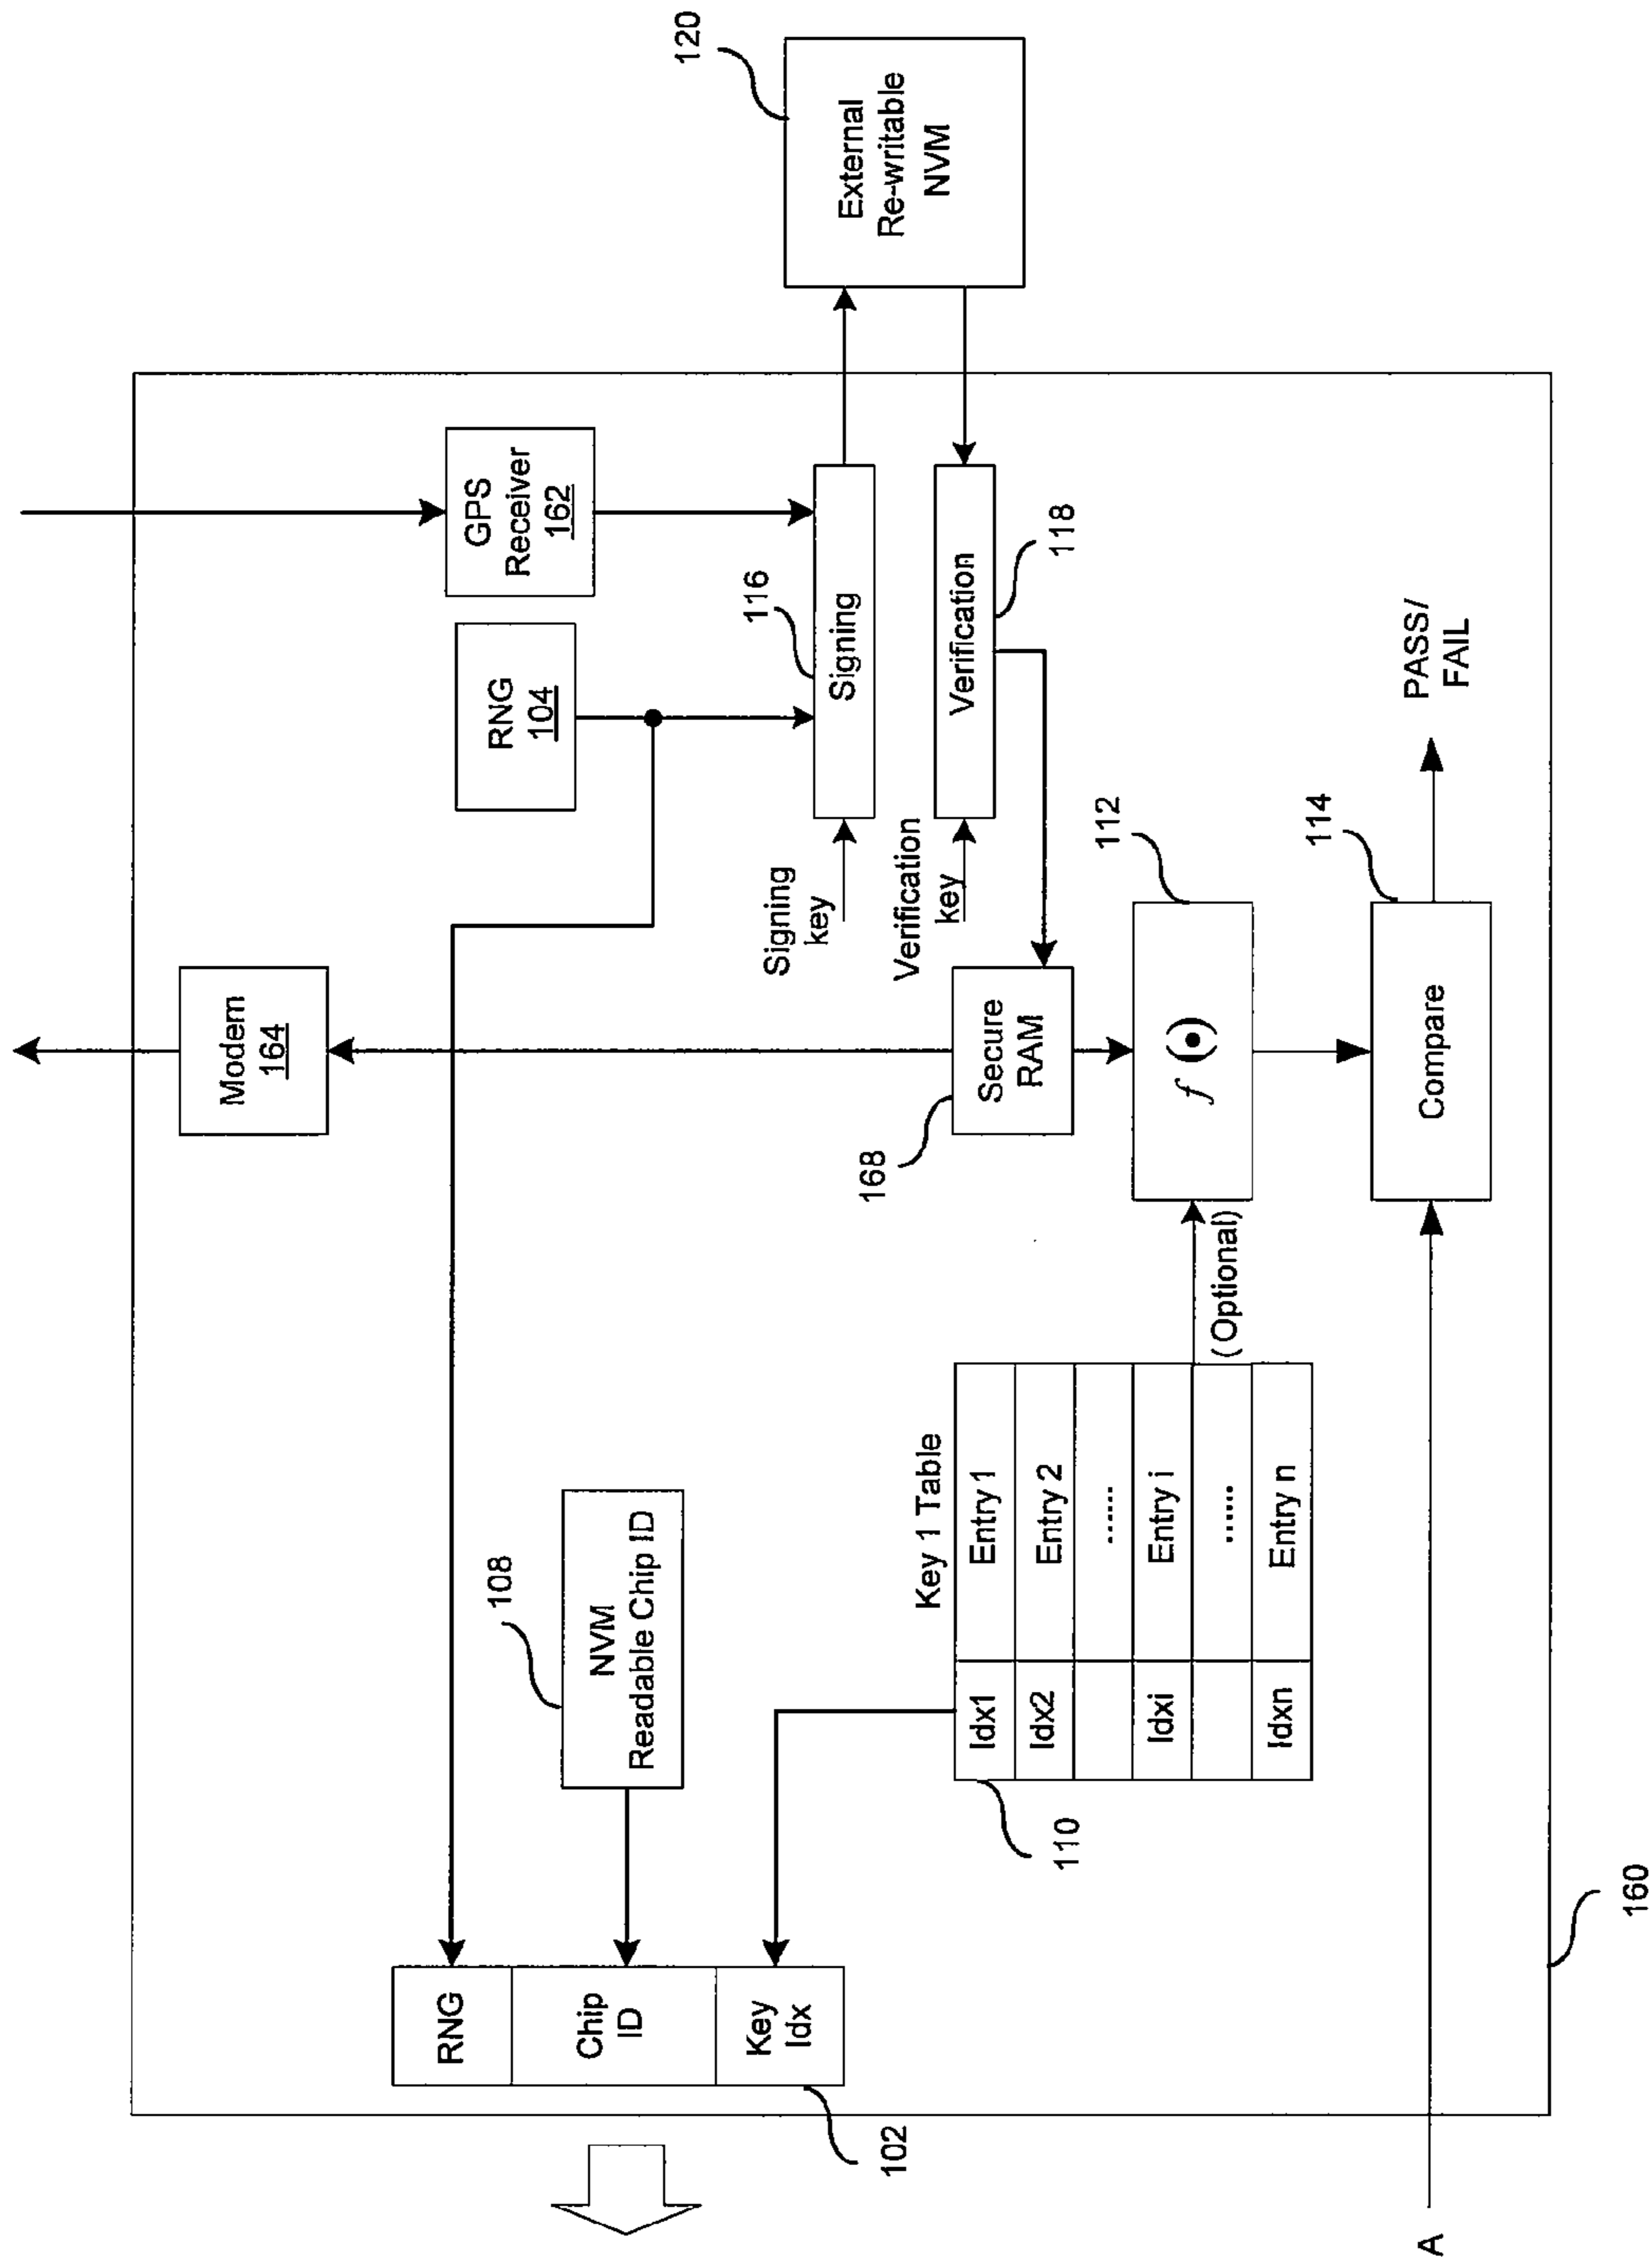 Modem
164
RNG
Chip
ID
Key
Idx
102
108
NVM
Readable Chip ID
RNG
104
GPS
Receiver
162
120
External
Re-writable
NVM
116
Signing
Signing
key
Verification
key
Verification
118
168
Secure
RAM
Key 1 Table
Idx1 Entry 1
Idx2 Entry 2
.....
Idxi Entry i
.....
Idxn Entry n
110
(Optional)
112
f (•)
114
Compare
PASS/
FAIL
A
160